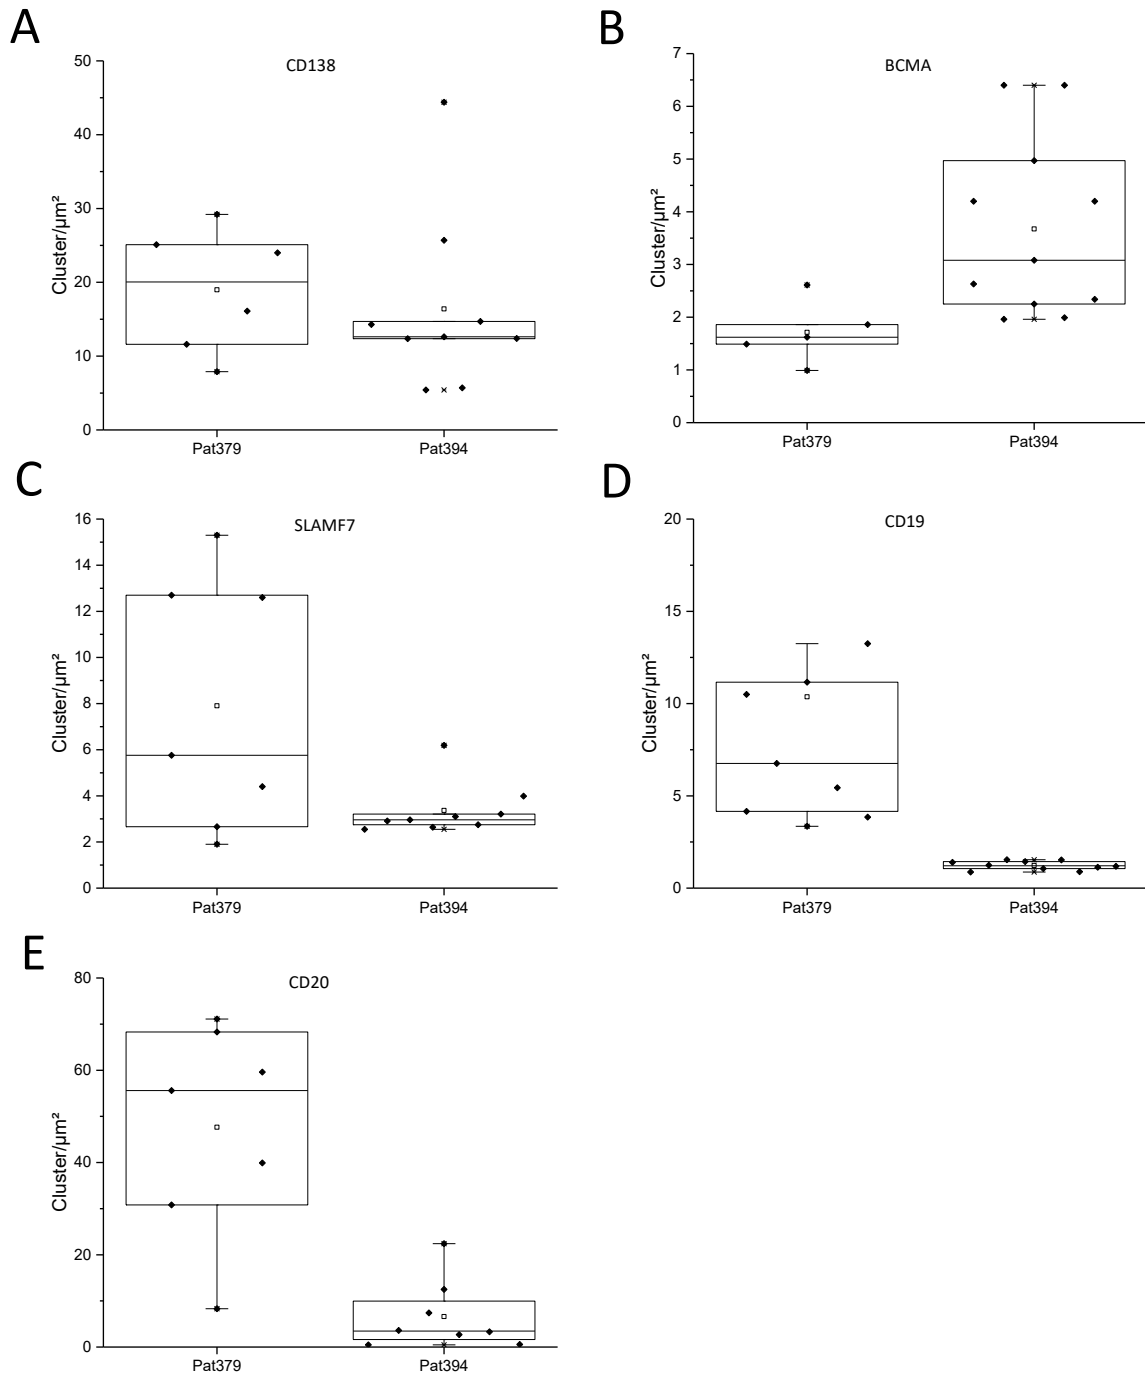 A
CD138
Cluster/µm²
50
40
30
20
10
0
Pat379
Pat394
B
BCMA
Cluster/µm²
7
6
5
4
3
2
1
0
Pat379
Pat394
C
SLAMF7
Cluster/µm²
16
14
12
10
8
6
4
2
0
Pat379
Pat394
D
CD19
Cluster/µm²
20
15
10
5
0
Pat379
Pat394
E
CD20
Cluster/µm²
80
60
40
20
0
Pat379
Pat394